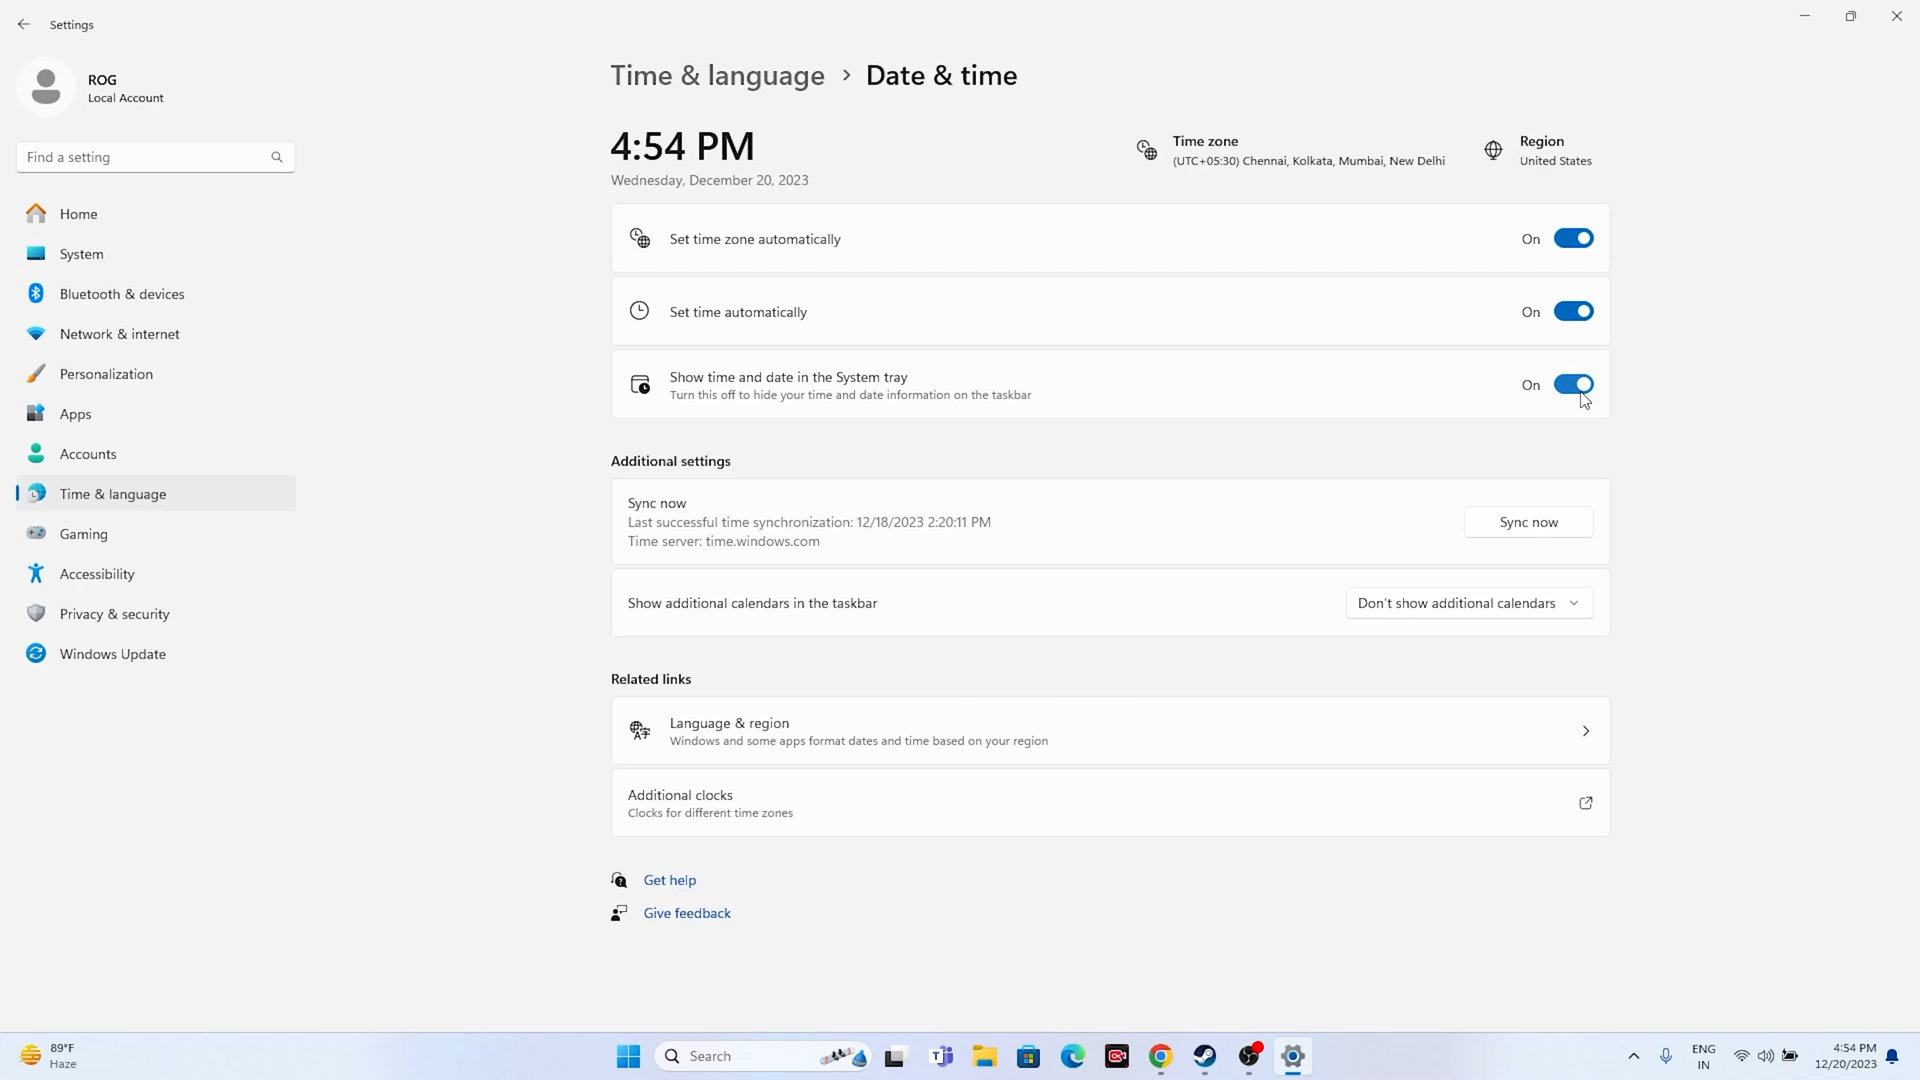 Settings
ROG
Local Account
Find a setting
Home
System
Bluetooth & devices
Network & internet
Personalization
Apps
Accounts
Time & language
Gaming
Accessibility
Privacy & security
Windows Update
Time & language > Date & time
4:54 PM
Wednesday, December 20, 2023
Time zone
(UTC+05:30) Chennai, Kolkata, Mumbai, New Delhi
Region
United States
Set time zone automatically
On
Set time automatically
On
Show time and date in the System tray
Turn this off to hide your time and date information on the taskbar
On
Additional settings
Sync now
Last successful time synchronization: 12/18/2023 2:20:11 PM
Time server: time.windows.com
Sync now
Show additional calendars in the taskbar
Don't show additional calendars
Related links
Language & region
Windows and some apps format dates and time based on your region
Additional clocks
Clocks for different time zones
Get help
Give feedback
89°F
Haze
Search
ENG
IN
4:54 PM
12/20/2023